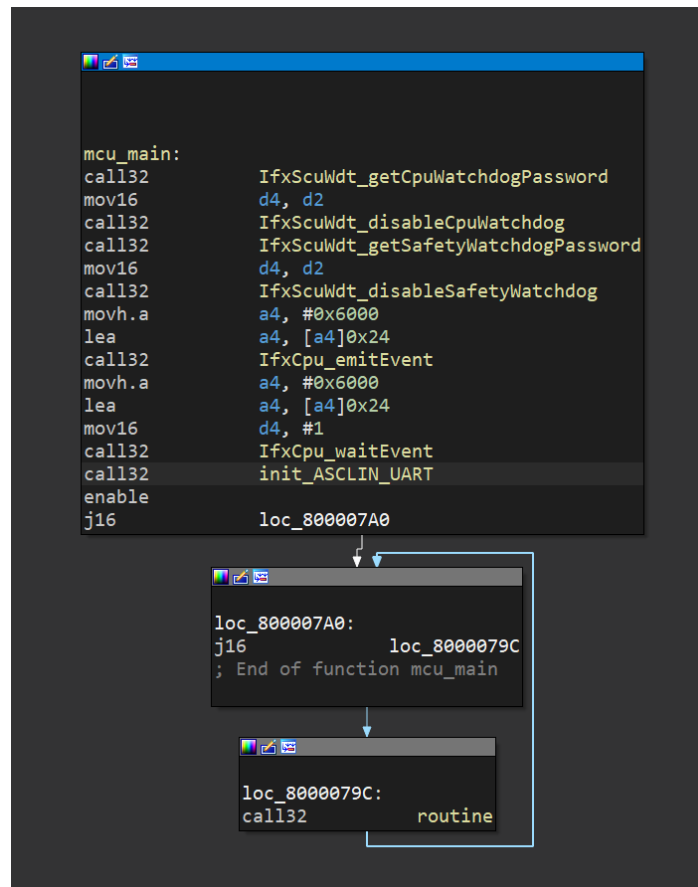 mcu_main:
call32 IfxScuWdt_getCpuWatchdogPassword
mov16 d4, d2
call32 IfxScuWdt_disableCpuWatchdog
call32 IfxScuWdt_getSafetyWatchdogPassword
mov16 d4, d2
call32 IfxScuWdt_disableSafetyWatchdog
movh.a a4, #0x6000
lea a4, [a4]0x24
call32 IfxCpu_emitEvent
movh.a a4, #0x6000
lea a4, [a4]0x24
mov16 d4, #1
call32 IfxCpu_waitEvent
call32 init_ASCLIN_UART
enable
j16 loc_800007A0
loc_800007A0:
j16 loc_8000079C
; End of function mcu_main
loc_8000079C:
call32 routine